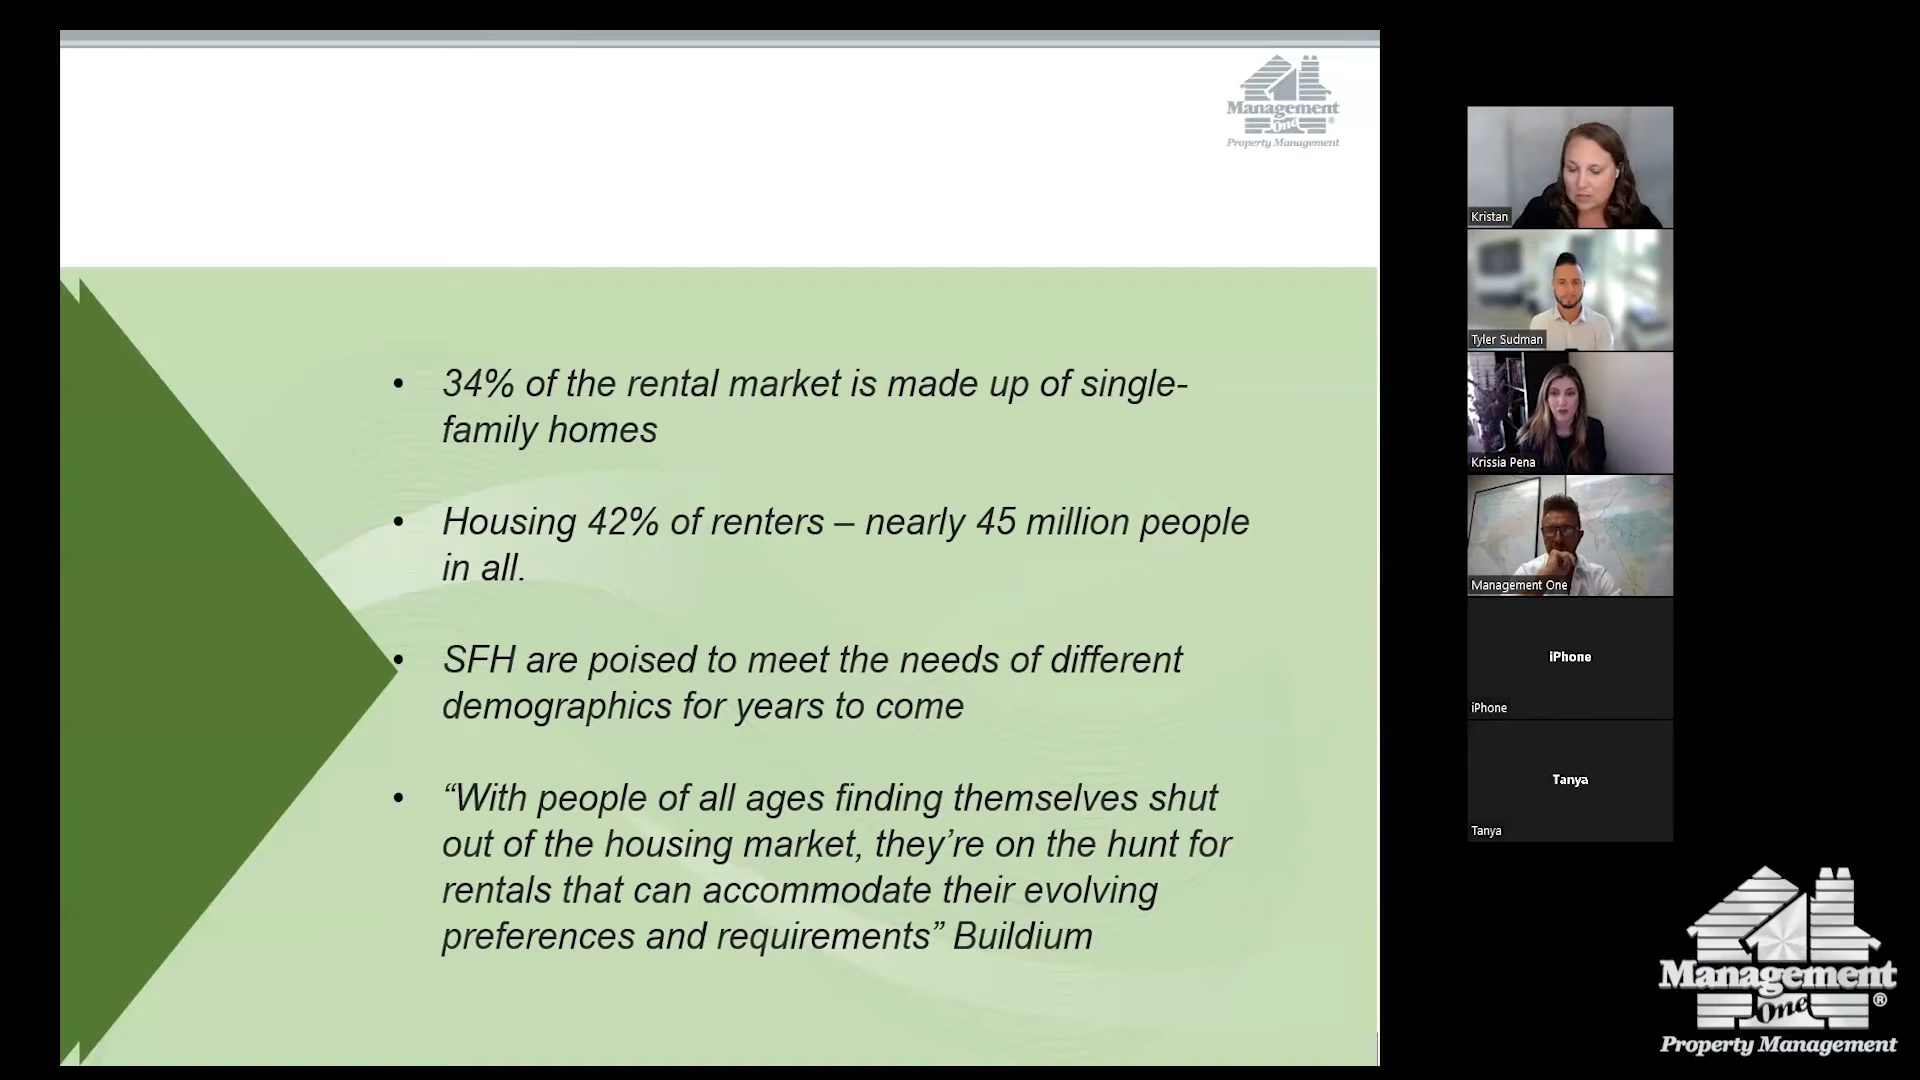 Management
One
®
Property Management
• 34% of the rental market is made up of single-
family homes
• Housing 42% of renters – nearly 45 million people
in all.
• SFH are poised to meet the needs of different
demographics for years to come
• “With people of all ages finding themselves shut
out of the housing market, they’re on the hunt for
rentals that can accommodate their evolving
preferences and requirements” Buildium
Kristan
Tyler Sudman
Krissia Pena
Management One
iPhone
iPhone
Tanya
Tanya
Management
One
®
Property Management